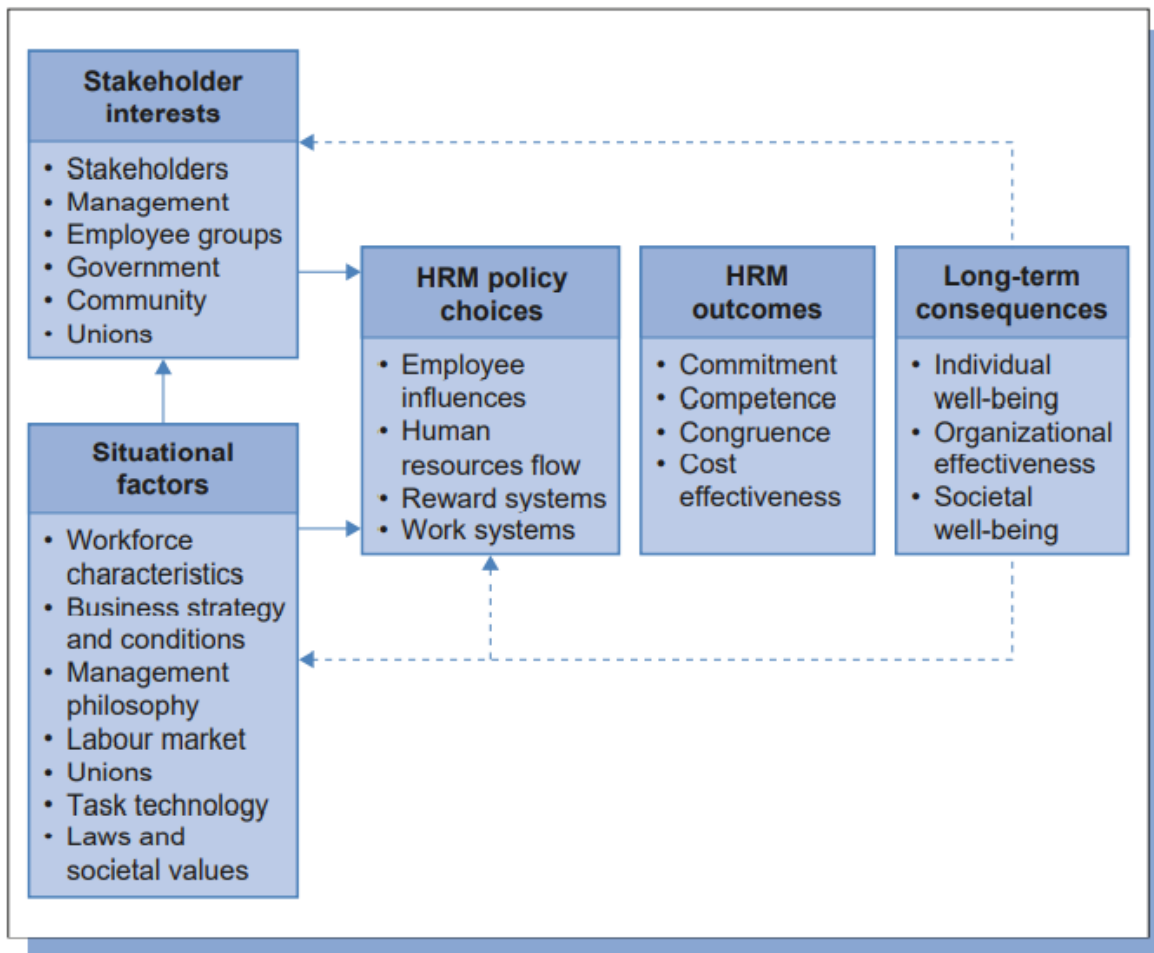 Stakeholder
interests
• Stakeholders
• Management
• Employee groups
• Government
• Community
• Unions
Situational
factors
• Workforce
characteristics
• Business strategy
and conditions
• Management
philosophy
• Labour market
• Unions
• Task technology
• Laws and
societal values
HRM policy
choices
• Employee
influences
• Human
resources flow
• Reward systems
• Work systems
HRM
outcomes
• Commitment
• Competence
• Congruence
• Cost
effectiveness
Long-term
consequences
• Individual
well-being
• Organizational
effectiveness
• Societal
well-being